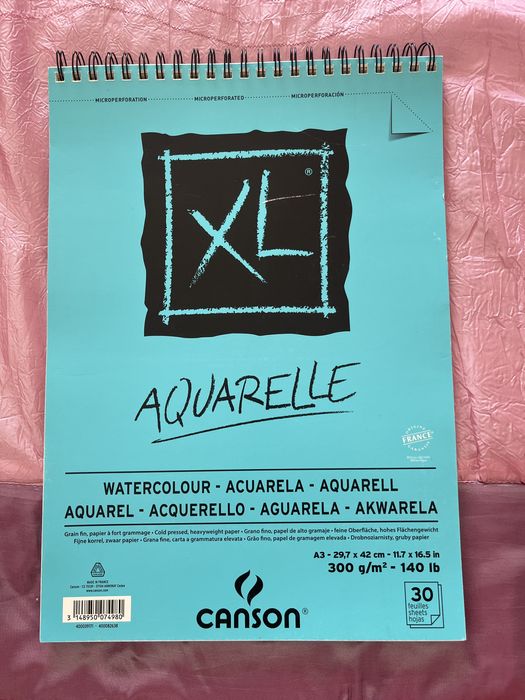 MICROPERFORATION
MICROPERFORATED
MICROPERFORACIÓN
XL®
AQUARELLE
FRANCE
WATERCOLOUR - ACUARELA - AQUARELL
AQUAREL - ACQUERELLO - AGUARELA - AKWARELA
Grain fin, papier à fort grammage • Cold pressed, heavyweight paper • Grano fino, papel de alto gramaje • feine Oberfläche, hohes Flächengewicht
Fijne korrel, zwaar papier • Grana fine, carta a grammatura elevata • Grão fino, papel de gramagem elevada • Drobnoziarnisty, gruby papier
A3 - 29,7 x 42 cm - 11.7 x 16.5 in
300 g/m² - 140 lb
MADE IN FRANCE
www.canson.com
3 148950 074980
CANSON®
30
feuilles
sheets
hojas